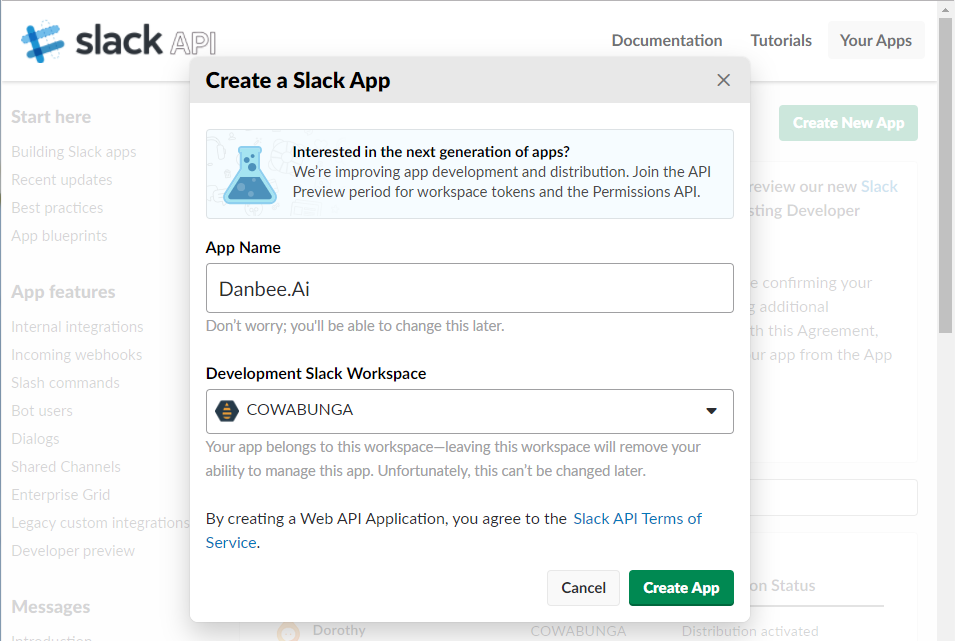 slack API
Documentation
Tutorials
Your Apps
Create a Slack App
Start here
Building Slack apps
Recent updates
Best practices
App blueprints
App features
Internal integrations
Incoming webhooks
Slash commands
Bot users
Dialogs
Shared Channels
Enterprise Grid
Legacy custom integrations
Developer preview
Messages
Interested in the next generation of apps?
We're improving app development and distribution. Join the API
Preview period for workspace tokens and the Permissions API.
App Name
Danbee.Ai
Don't worry; you'll be able to change this later.
Development Slack Workspace
COWABUNGA
Your app belongs to this workspace—leaving this workspace will remove your
ability to manage this app. Unfortunately, this can't be changed later.
By creating a Web API Application, you agree to the Slack API Terms of
Service.
Cancel
Create App
Create New App
review our new Slack
sting Developer
e confirming your
g additional
th this Agreement,
ur app from the App
on Status
Dorothy
COWABUNGA
Distribution activated